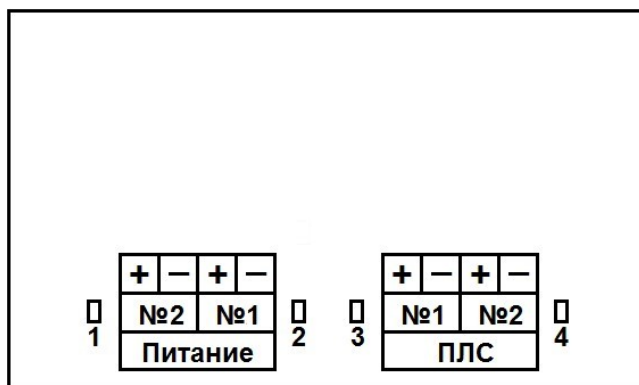 + − + − + − + −
№2 №1 №1 №2
1 2 3 4
Питание ПЛС